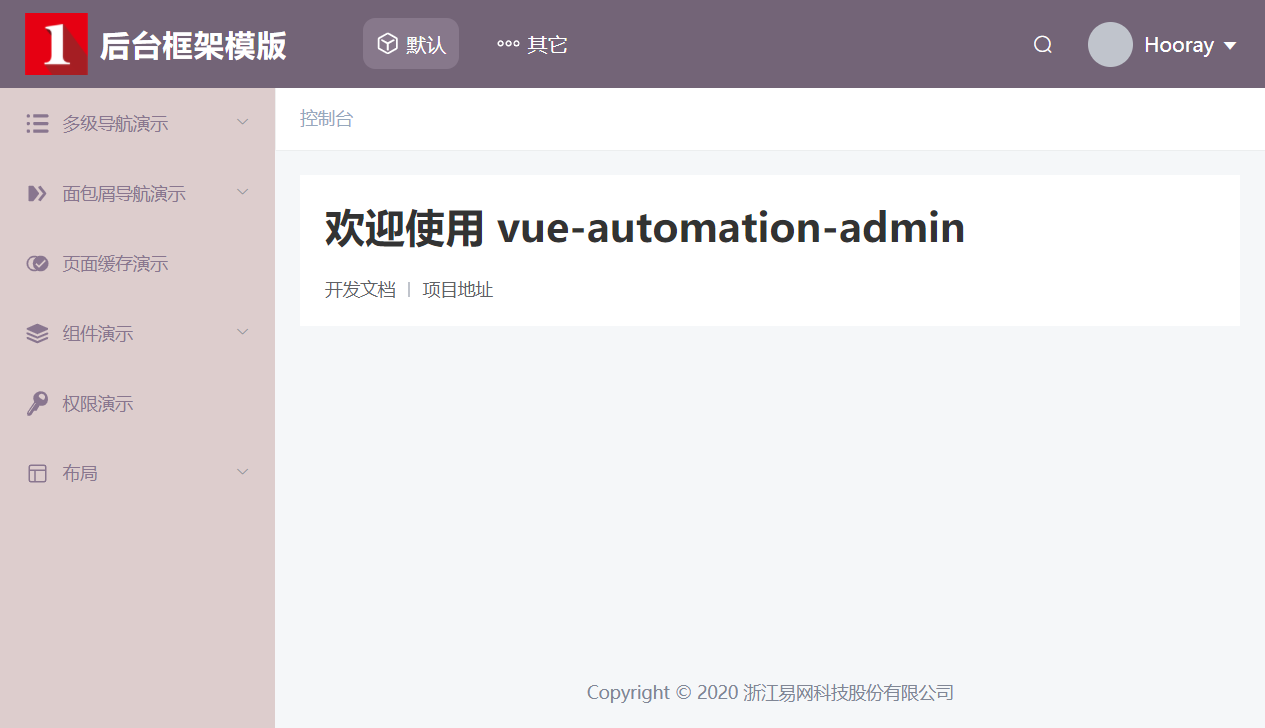 1 后台框架模版 默认 其它 Hooray
多级导航演示
面包屑导航演示
页面缓存演示
组件演示
权限演示
布局
控制台
欢迎使用 vue-automation-admin
开发文档 | 项目地址
Copyright © 2020 浙江易网科技股份有限公司